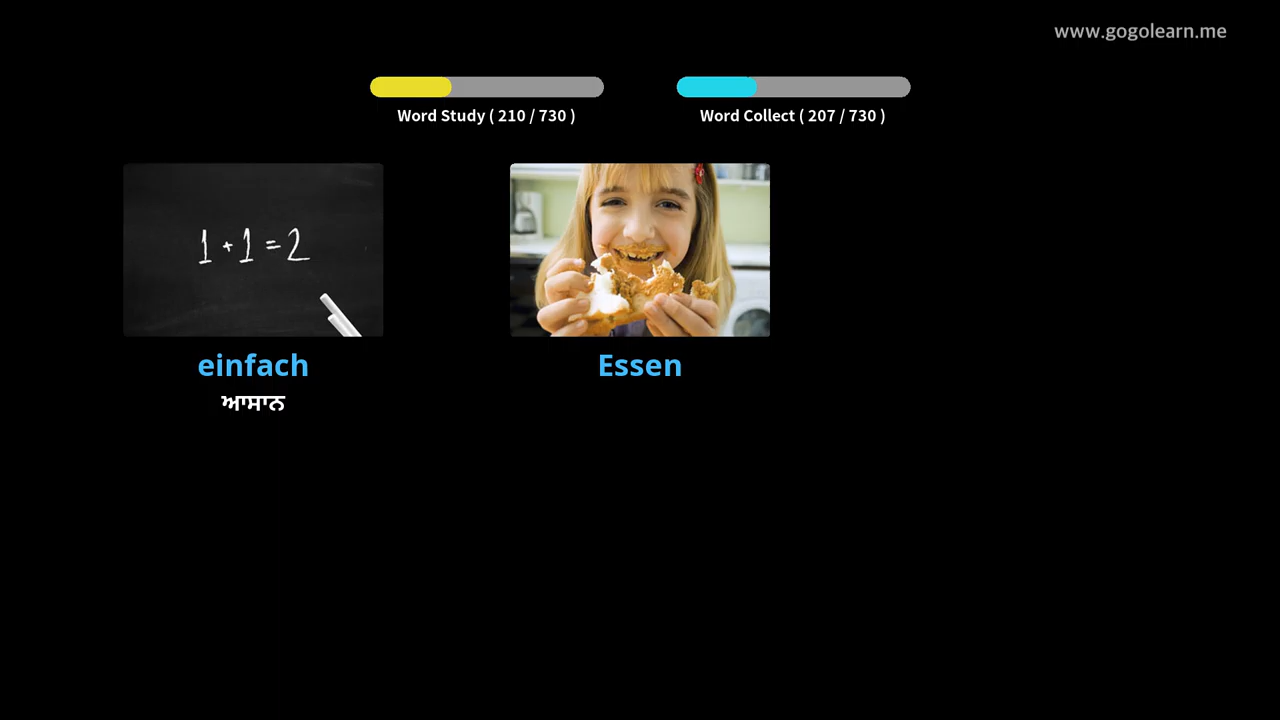 www.gogolearn.me
Word Study ( 210 / 730 )
Word Collect ( 207 / 730 )
1 + 1 = 2
einfach
ਆਸਾਨ
Essen